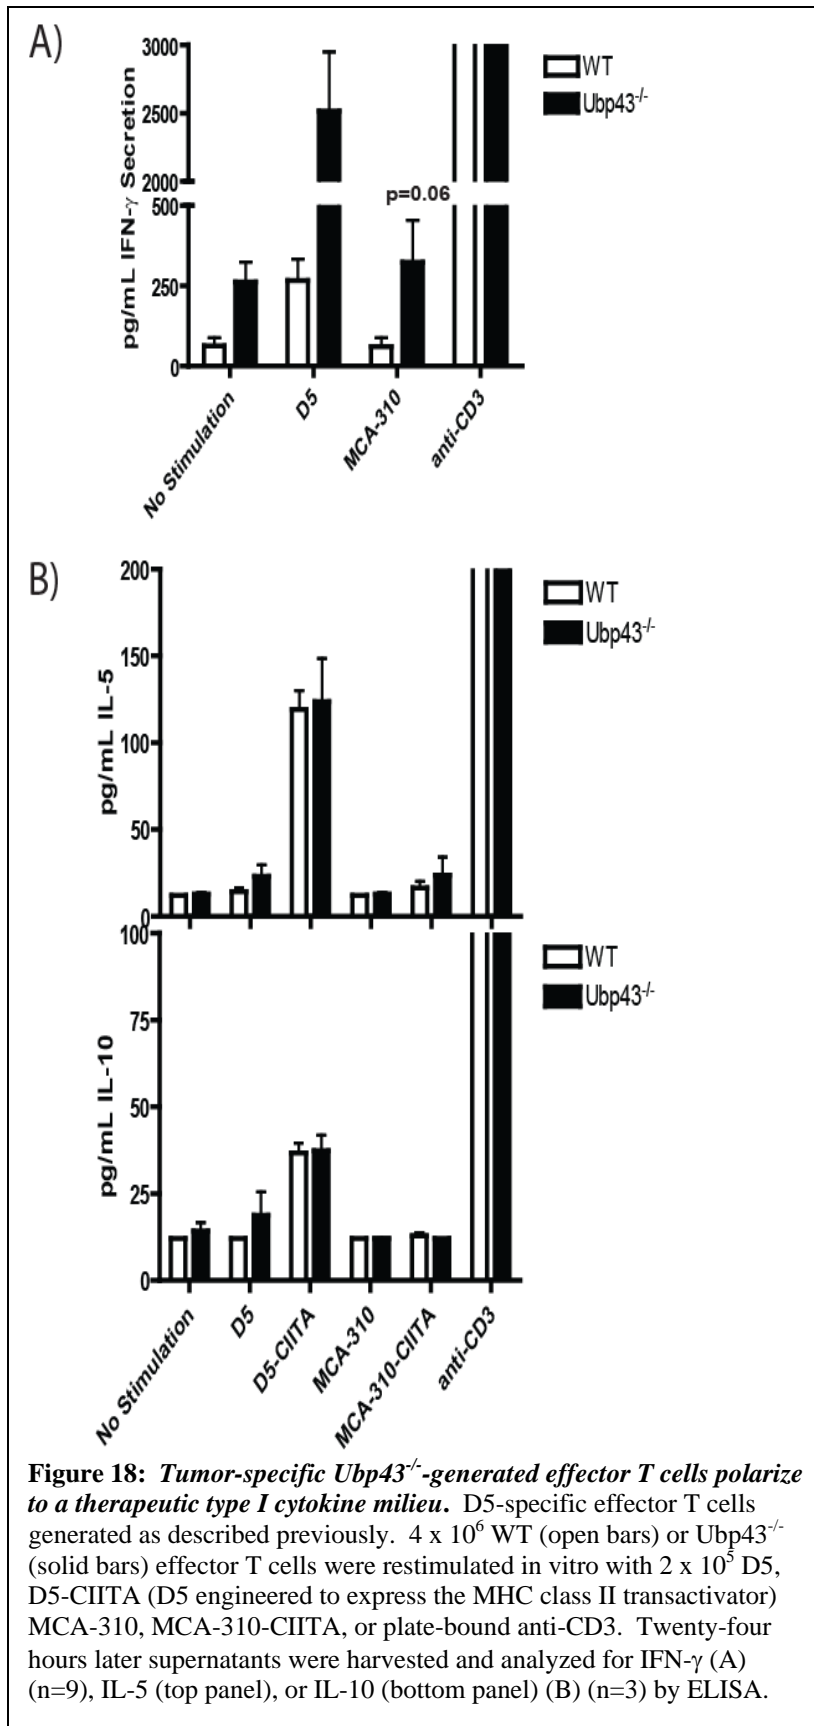 A)
pg/mL IFN-γ Secretion
3000
2500
2000
500
250
0
p=0.06
WT
Ubp43-/-
No Stimulation
D5
MCA-310
anti-CD3
B)
pg/mL IL-5
200
150
100
50
0
WT
Ubp43-/-
pg/mL IL-10
100
75
50
25
0
WT
Ubp43-/-
No Stimulation
D5
D5-CIITA
MCA-310
MCA-310-CIITA
anti-CD3
Figure 18: Tumor-specific Ubp43-/--generated effector T cells polarize
to a therapeutic type I cytokine milieu. D5-specific effector T cells
generated as described previously. 4 x 10⁶ WT (open bars) or Ubp43-/-
(solid bars) effector T cells were restimulated in vitro with 2 x 10⁵ D5,
D5-CIITA (D5 engineered to express the MHC class II transactivator)
MCA-310, MCA-310-CIITA, or plate-bound anti-CD3. Twenty-four
hours later supernatants were harvested and analyzed for IFN-γ (A)
(n=9), IL-5 (top panel), or IL-10 (bottom panel) (B) (n=3) by ELISA.